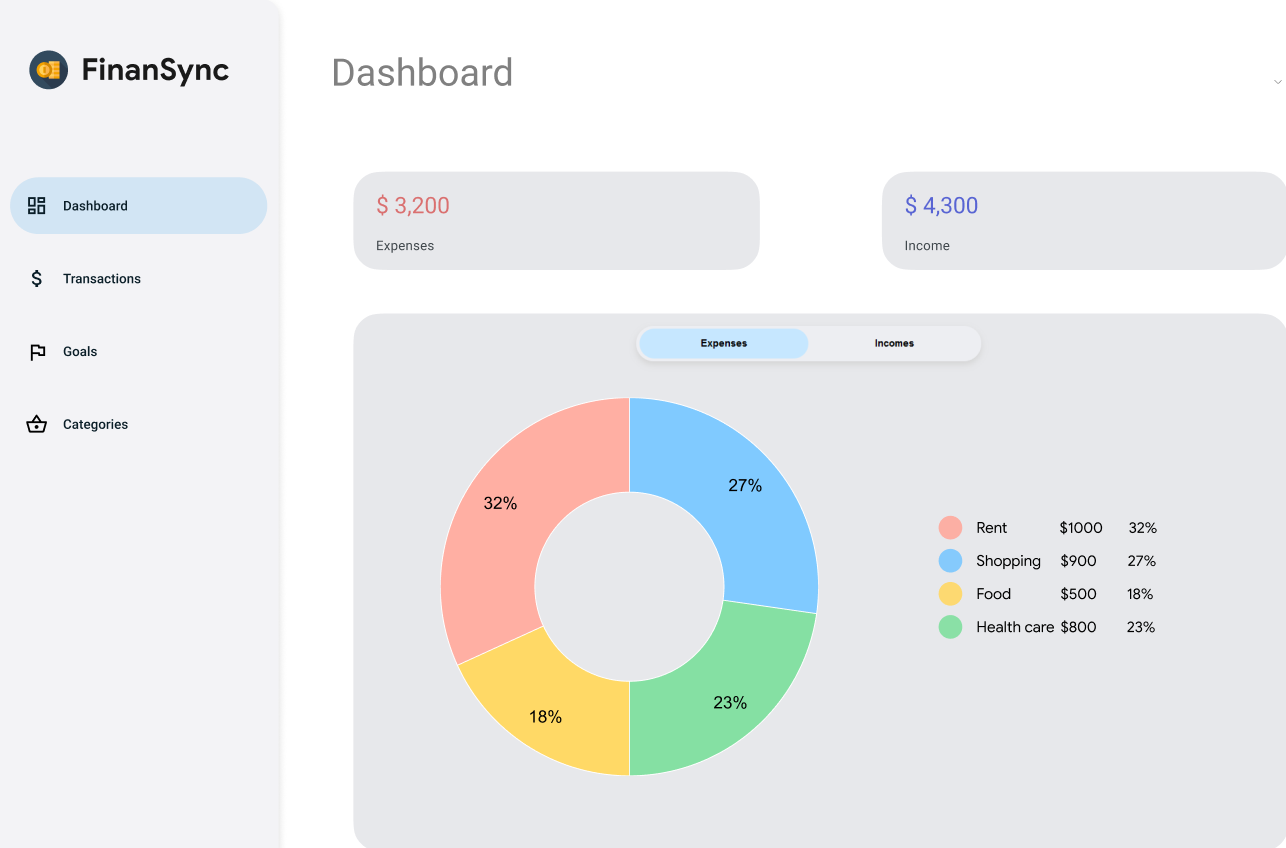 FinanSync
Dashboard
Transactions
Goals
Categories
Dashboard
$ 3,200
Expenses
$ 4,300
Income
Expenses Incomes
32%
27%
18%
23%
Rent $1000 32%
Shopping $900 27%
Food $500 18%
Health care $800 23%